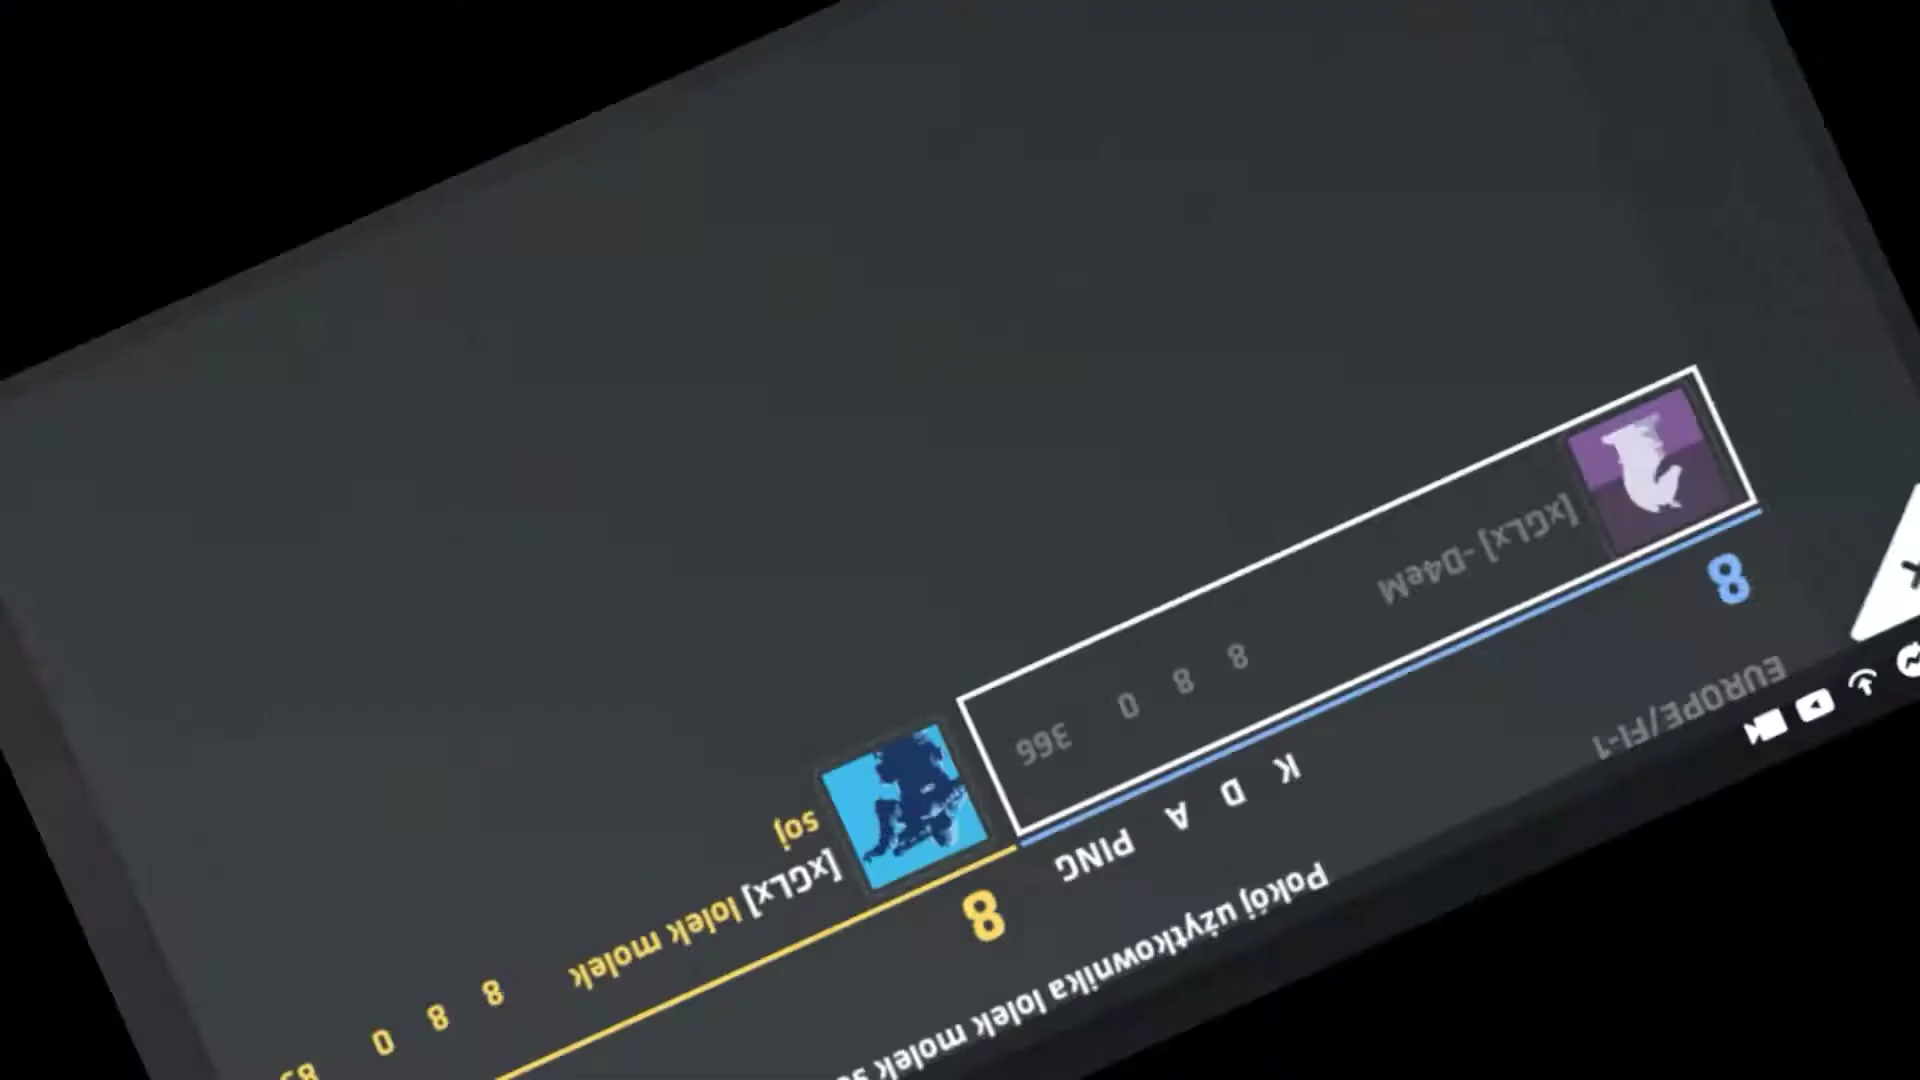 Pokój użytkownika lolek molek
EUROPE/FI-1
8
K D A PING
8
[xGLx] -D4eM 8 8 0 366
[xGLx] lolek molek 8 8 0
soj